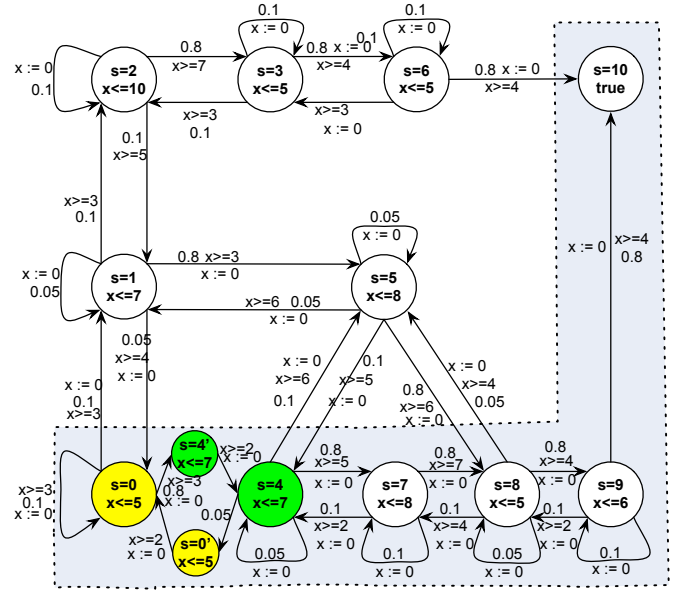 0.1
x := 0
0.1
x := 0
0.8
x>=7
0.8 x := 0
0.1
x>=4
x := 0
0.1
s=2
x<=10
s=3
x<=5
s=6
x<=5
0.8 x := 0
x>=4
s=10
true
x>=3
0.1
x>=3
x := 0
0.1
x>=5
x>=3
0.1
0.05
x := 0
x := 0
x>=4
0.8
0.8 x>=3
x := 0
x := 0
0.05
s=1
x<=7
s=5
x<=8
x>=6 0.05
x := 0
0.05
x>=4
x := 0
x := 0
0.1
x>=3
x := 0
x>=6
0.1
0.1
x>=5
x := 0
0.8
x>=6
x := 0
x := 0
x>=4
0.05
s=4'
x<=7
x>=2
x := 0
x>=3
0.1
x := 0
s=0
x<=5
0.8
x>=3
x := 0
s=4
x<=7
0.8
x>=5
x := 0
s=7
x<=8
0.8
x>=7
x := 0
s=8
x<=5
0.8
x>=4
x := 0
s=9
x<=6
0.05
x>=2
x := 0
s=0'
x<=5
0.1
x>=2
x := 0
0.1
x>=4
x := 0
0.1
x>=2
x := 0
0.05
x := 0
0.1
x := 0
0.05
x := 0
0.1
x := 0